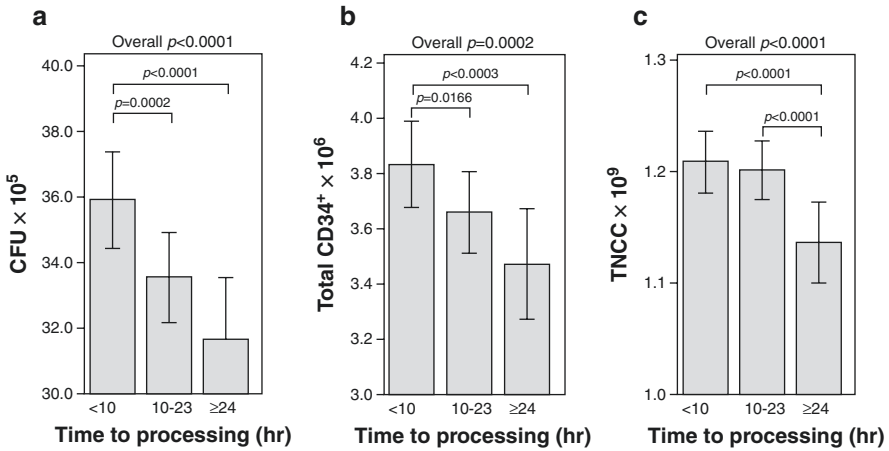 a
Overall p<0.0001
40.0
38.0
36.0
34.0
32.0
30.0
CFU × 10⁵
p<0.0001
p=0.0002
<10 10-23 ≥24
Time to processing (hr)
b
Overall p=0.0002
4.2
4.0
3.8
3.6
3.4
3.2
3.0
Total CD34⁺ × 10⁶
p<0.0003
p=0.0166
<10 10-23 ≥24
Time to processing (hr)
c
Overall p<0.0001
1.3
1.2
1.1
1.0
TNCC × 10⁹
p<0.0001
p<0.0001
<10 10-23 ≥24
Time to processing (hr)